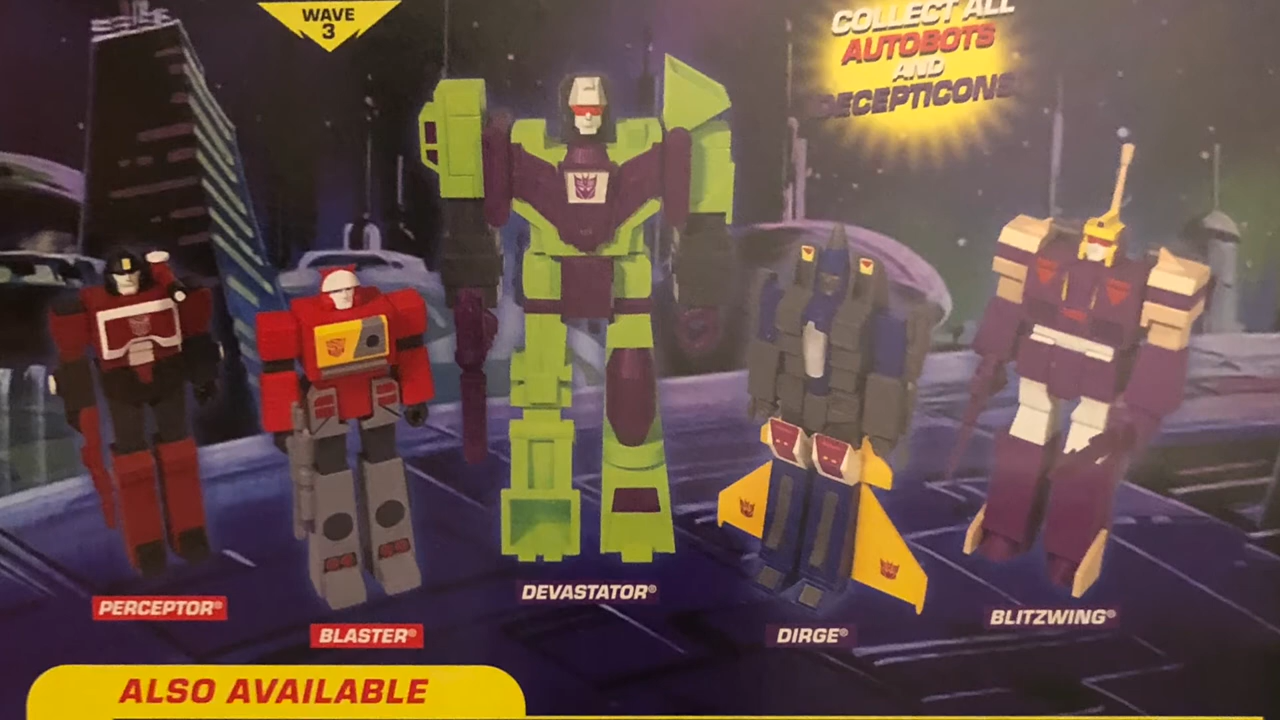 WAVE
3
COLLECT ALL
AUTOBOTS
AND
DECEPTICONS
PERCEPTOR®
BLASTER®
DEVASTATOR®
DIRGE®
BLITZWING®
ALSO AVAILABLE